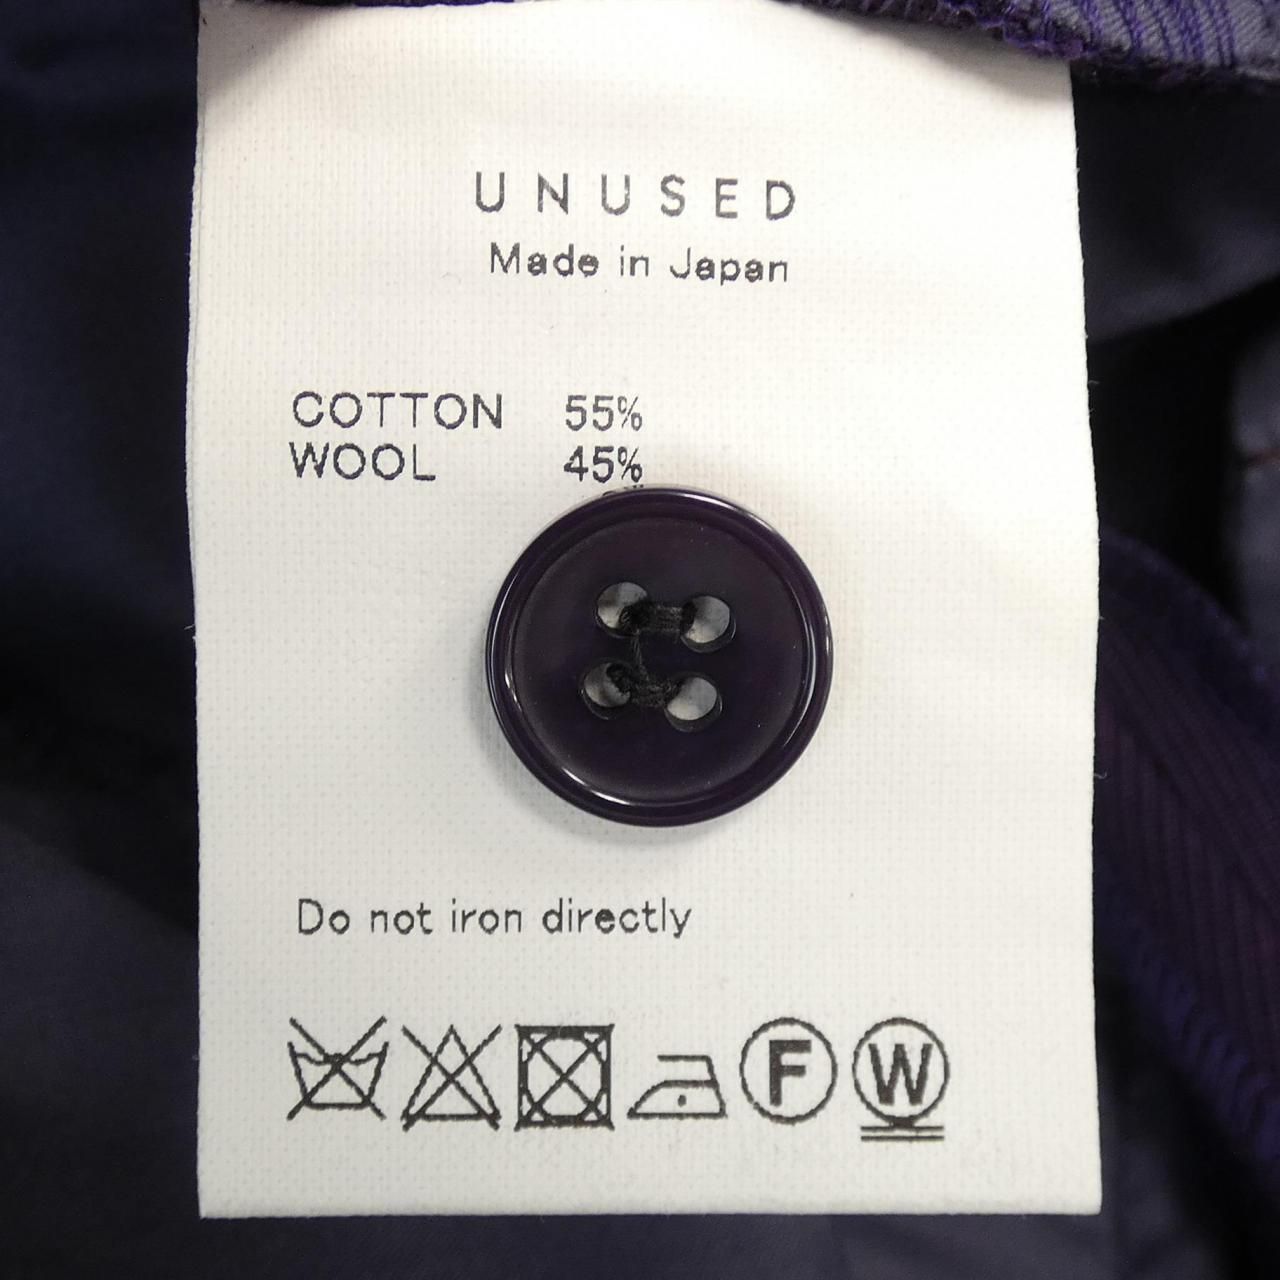 UNUSED
Made in Japan
COTTON 55%
WOOL 45%
Do not iron directly
F W